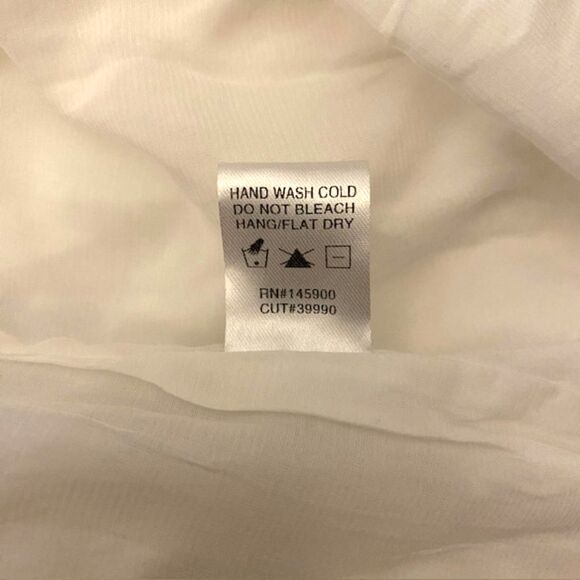 HAND WASH COLD
DO NOT BLEACH
HANG/FLAT DRY
RN#145900
CUT#39990